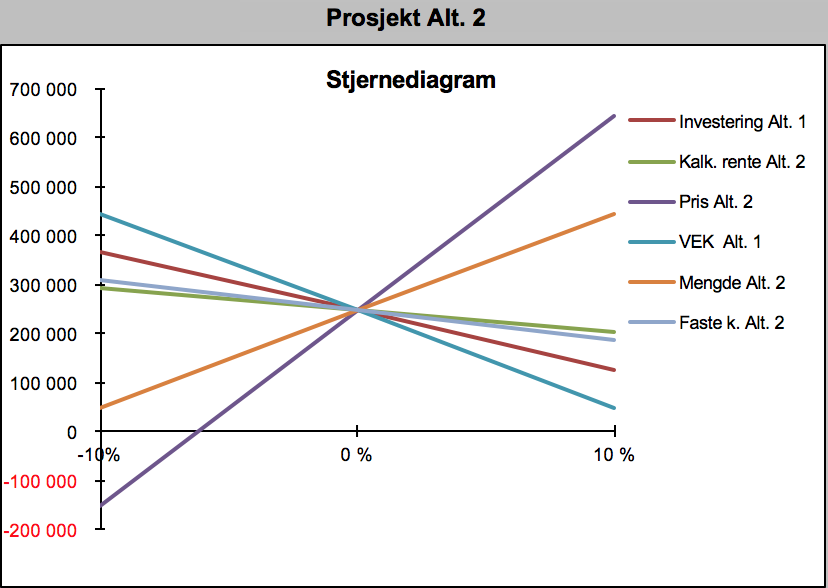 Prosjekt Alt. 2
Stjernediagram
700 000
600 000
500 000
400 000
300 000
200 000
100 000
0
-100 000
-200 000
-10%
0 %
10 %
Investering Alt. 1
Kalk. rente Alt. 2
Pris Alt. 2
VEK  Alt. 1
Mengde Alt. 2
Faste k. Alt. 2